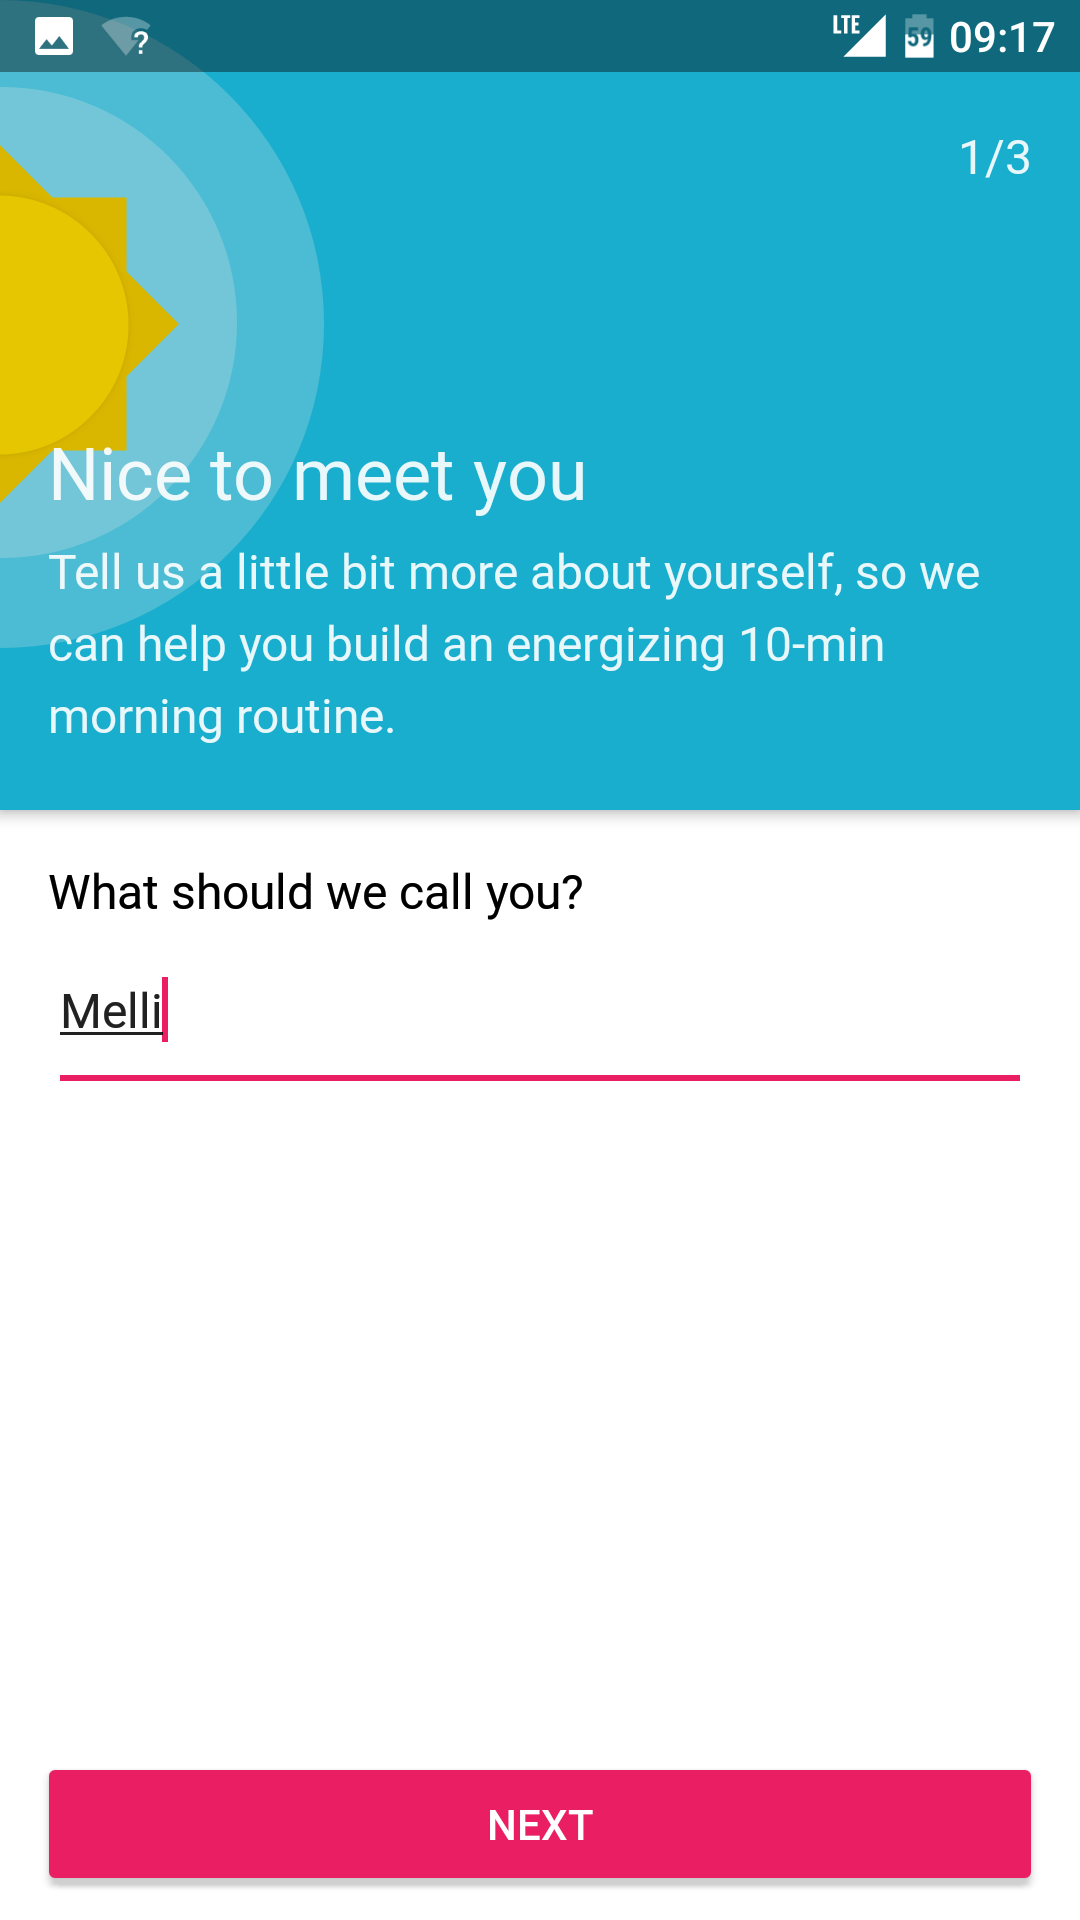 ?
LTE
59
09:17
1/3
Nice to meet you
Tell us a little bit more about yourself, so we
can help you build an energizing 10-min
morning routine.
What should we call you?
Melli
NEXT